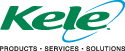 Kele®
PRODUCTS • SERVICES • SOLUTIONS